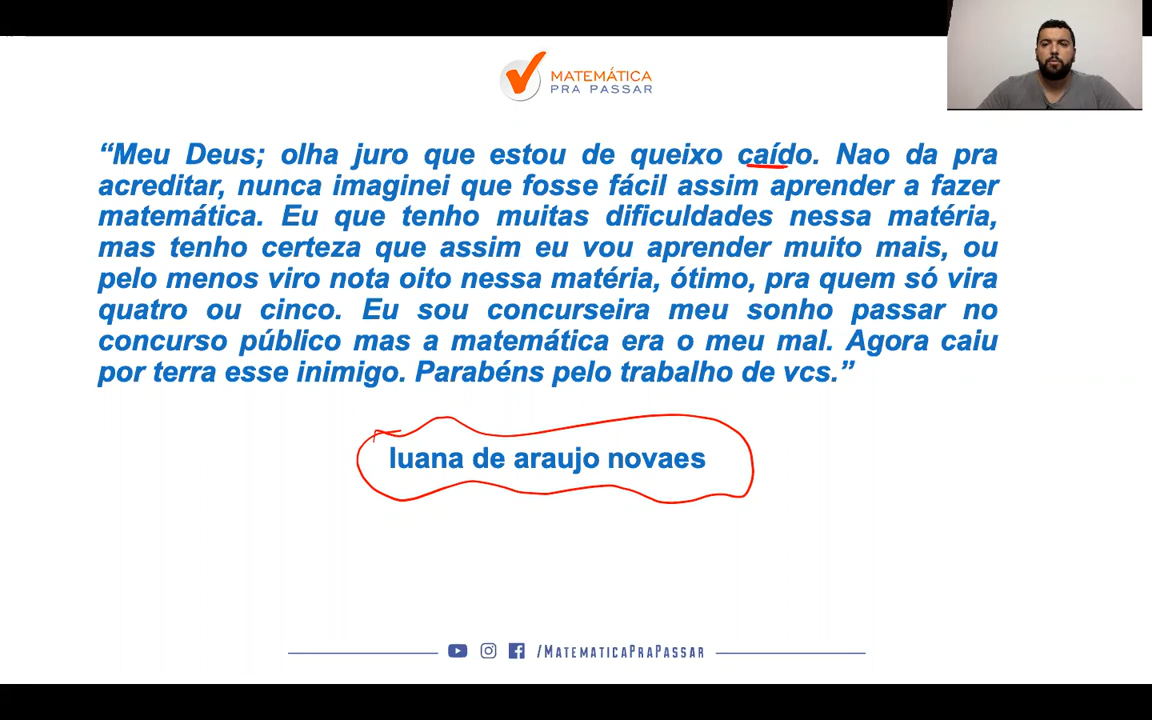 MATEMÁTICA
PRA PASSAR
“Meu Deus; olha juro que estou de queixo caído. Nao da pra
acreditar, nunca imaginei que fosse fácil assim aprender a fazer
matemática. Eu que tenho muitas dificuldades nessa matéria,
mas tenho certeza que assim eu vou aprender muito mais, ou
pelo menos viro nota oito nessa matéria, ótimo, pra quem só vira
quatro ou cinco. Eu sou concurseira meu sonho passar no
concurso público mas a matemática era o meu mal. Agora caiu
por terra esse inimigo. Parabéns pelo trabalho de vcs.”
luana de araujo novaes
/MATEMATICAPRAPASSAR